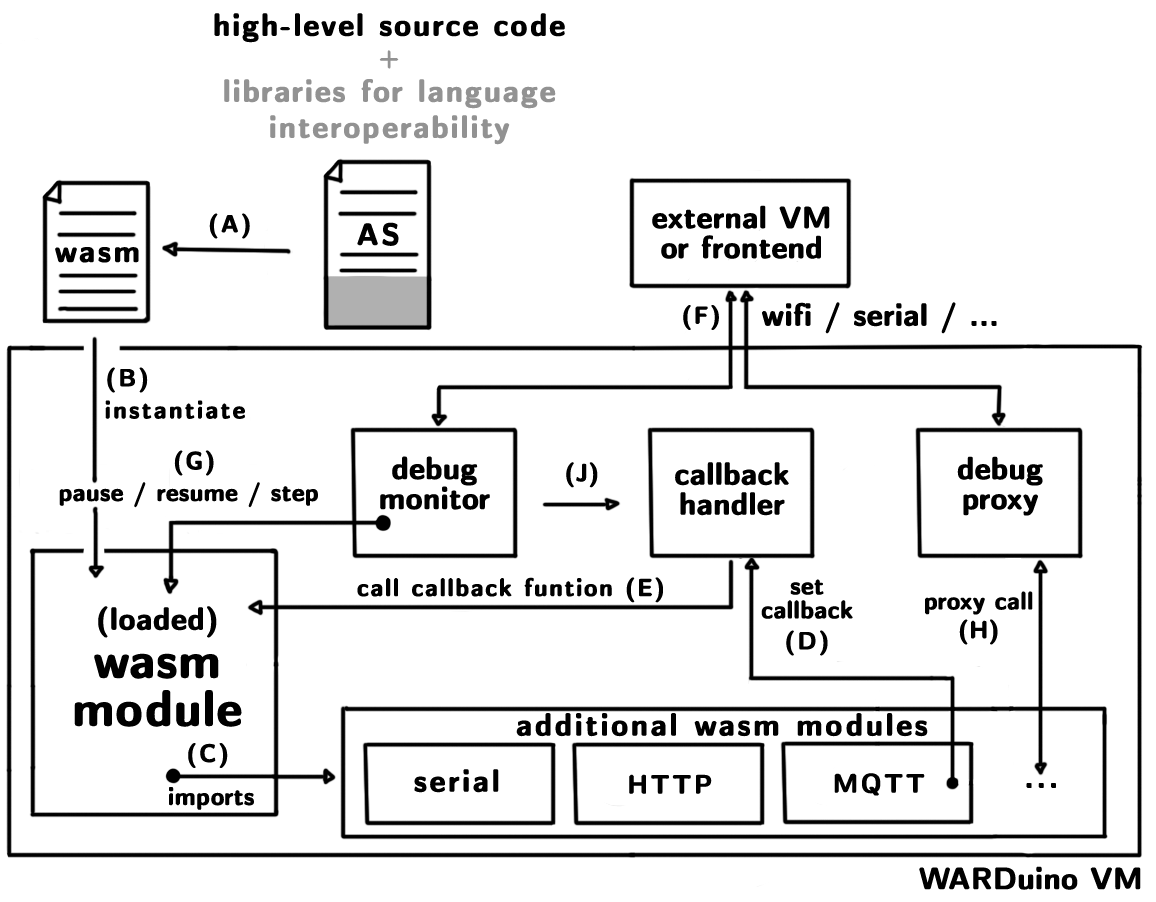 high-level source code
+
libraries for language
interoperability
(A)
wasm
AS
external VM
or frontend
(F)
wifi / serial / ...
(B)
instantiate
(G)
pause / resume / step
debug
monitor
(J)
callback
handler
debug
proxy
call callback funtion (E)
set
callback
(D)
proxy call
(H)
(loaded)
wasm
module
(C)
imports
additional wasm modules
serial
HTTP
MQTT
...
WARDuino VM